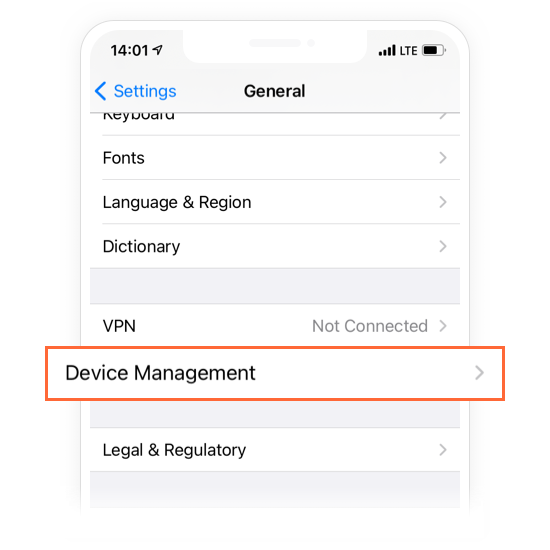 14:01 LTE
Settings General
Keyboard
Fonts
Language & Region
Dictionary
VPN Not Connected
Device Management
Legal & Regulatory